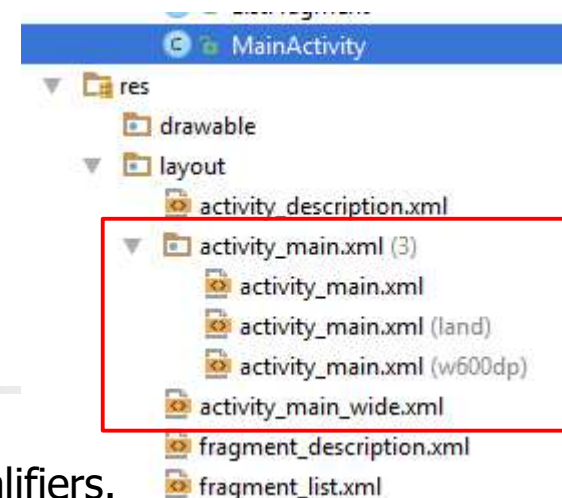 MainActivity
res
drawable
layout
activity_description.xml
activity_main.xml (3)
activity_main.xml
activity_main.xml (land)
activity_main.xml (w600dp)
activity_main_wide.xml
fragment_description.xml
lifiers.
fragment_list.xml